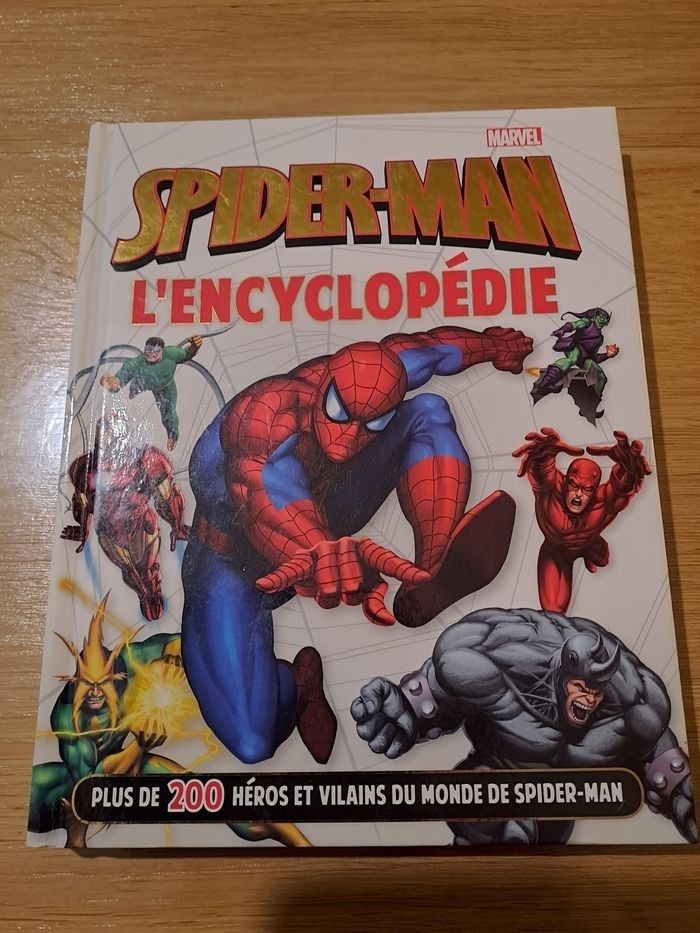 MARVEL
SPIDER-MAN
L'ENCYCLOPÉDIE
PLUS DE 200 HÉROS ET VILAINS DU MONDE DE SPIDER-MAN